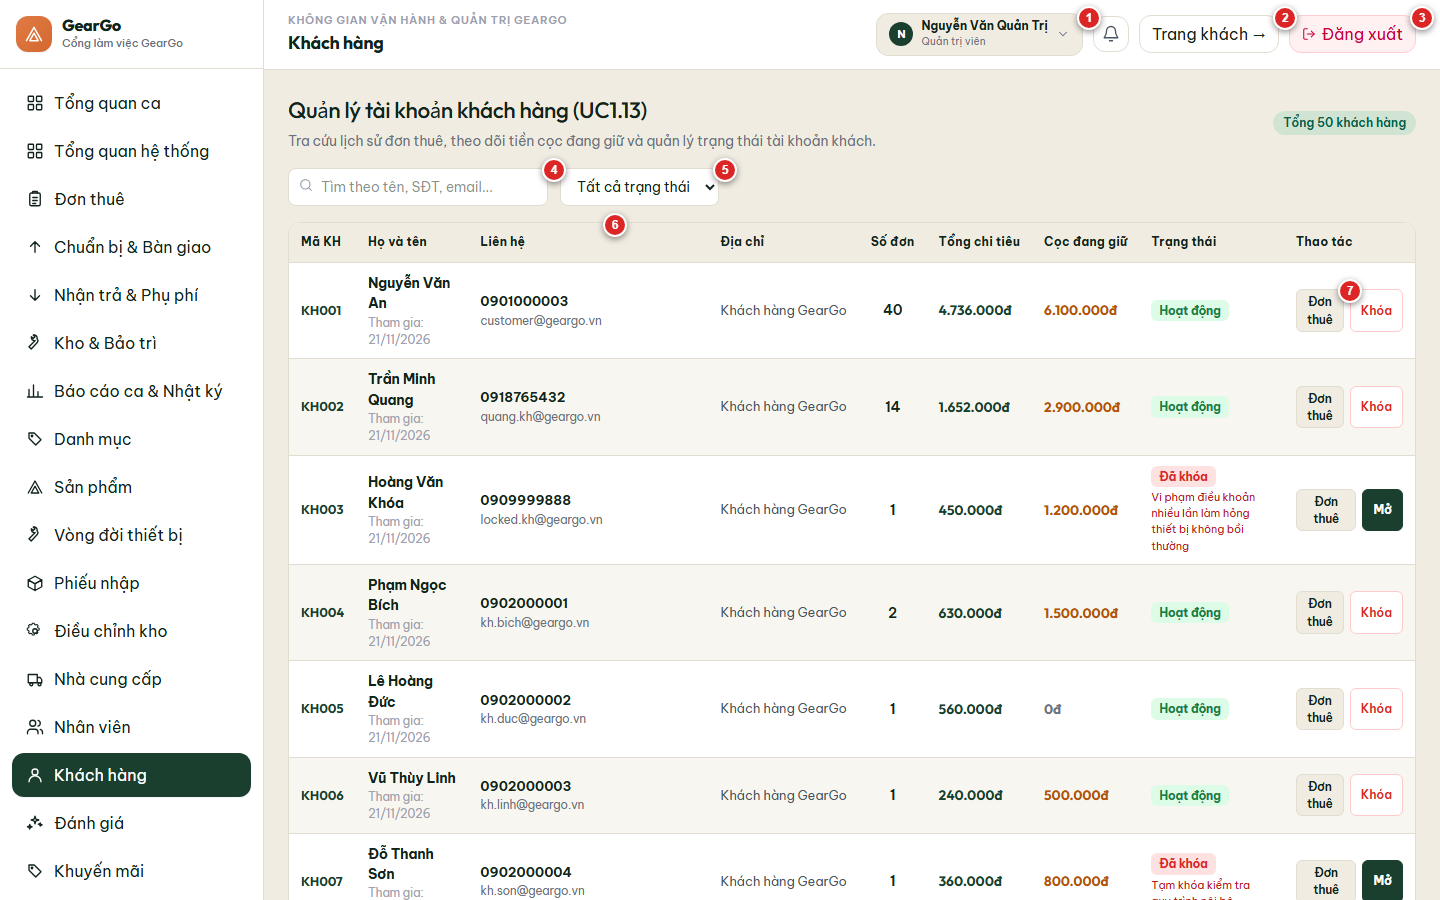 GearGo
Cổng làm việc GearGo
Tổng quan ca
Tổng quan hệ thống
Đơn thuê
Chuẩn bị & Bàn giao
Nhận trả & Phụ phí
Kho & Bảo trì
Báo cáo ca & Nhật ký
Danh mục
Sản phẩm
Vòng đời thiết bị
Phiếu nhập
Điều chỉnh kho
Nhà cung cấp
Nhân viên
Khách hàng
Đánh giá
Khuyến mãi
KHÔNG GIAN VẬN HÀNH & QUẢN TRỊ GEARGO
Khách hàng
N
Nguyễn Văn Quản Trị
Quản trị viên
1
Trang khách →
2
Đăng xuất
3
Quản lý tài khoản khách hàng (UC1.13)
Tra cứu lịch sử đơn thuê, theo dõi tiền cọc đang giữ và quản lý trạng thái tài khoản khách.
Tổng 50 khách hàng
Tìm theo tên, SĐT, email...
4
Tất cả trạng thái
5
6
Mã KH Họ và tên Liên hệ Địa chỉ Số đơn Tổng chi tiêu Cọc đang giữ Trạng thái Thao tác
KH001
Nguyễn Văn
An
Tham gia:
21/11/2026
0901000003
customer@geargo.vn
Khách hàng GearGo
40
4.736.000đ
6.100.000đ
Hoạt động
Đơn
thuê
7
Khóa
KH002
Trần Minh
Quang
Tham gia:
21/11/2026
0918765432
quang.kh@geargo.vn
Khách hàng GearGo
14
1.652.000đ
2.900.000đ
Hoạt động
Đơn
thuê
Khóa
KH003
Hoàng Văn
Khóa
Tham gia:
21/11/2026
0909999888
locked.kh@geargo.vn
Khách hàng GearGo
1
450.000đ
1.200.000đ
Đã khóa
Vi phạm điều khoản
nhiều lần làm hỏng
thiết bị không bồi
thường
Đơn
thuê
Mở
KH004
Phạm Ngọc
Bích
Tham gia:
21/11/2026
0902000001
kh.bich@geargo.vn
Khách hàng GearGo
2
630.000đ
1.500.000đ
Hoạt động
Đơn
thuê
Khóa
KH005
Lê Hoàng
Đức
Tham gia:
21/11/2026
0902000002
kh.duc@geargo.vn
Khách hàng GearGo
1
560.000đ
0đ
Hoạt động
Đơn
thuê
Khóa
KH006
Vũ Thùy Linh
Tham gia:
21/11/2026
0902000003
kh.linh@geargo.vn
Khách hàng GearGo
1
240.000đ
500.000đ
Hoạt động
Đơn
thuê
Khóa
KH007
Đỗ Thanh
Sơn
Tham gia:
0902000004
kh.son@geargo.vn
Khách hàng GearGo
1
360.000đ
800.000đ
Đã khóa
Tạm khóa kiểm tra
Đơn
thuê
Mở